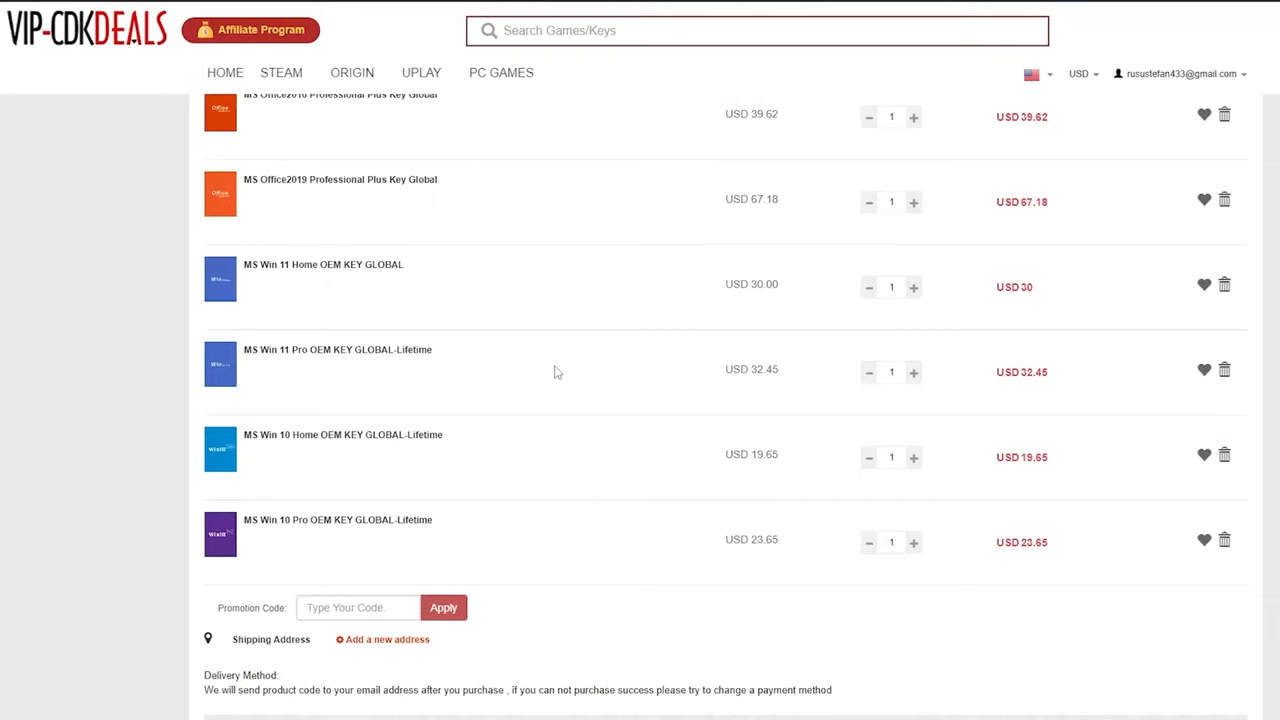 VIP-CDKDEALS
Affiliate Program
Search Games/Keys
HOME STEAM ORIGIN UPLAY PC GAMES
USD rusustefan433@gmail.com
MS Office2016 Professional Plus Key Global
USD 39.62 - 1 + USD 39.62
MS Office2019 Professional Plus Key Global
USD 67.18 - 1 + USD 67.18
MS Win 11 Home OEM KEY GLOBAL
USD 30.00 - 1 + USD 30
MS Win 11 Pro OEM KEY GLOBAL-Lifetime
USD 32.45 - 1 + USD 32.45
MS Win 10 Home OEM KEY GLOBAL-Lifetime
USD 19.65 - 1 + USD 19.65
MS Win 10 Pro OEM KEY GLOBAL-Lifetime
USD 23.65 - 1 + USD 23.65
Promotion Code: Type Your Code. Apply
Shipping Address Add a new address
Delivery Method:
We will send product code to your email address after you purchase , if you can not purchase success please try to change a payment method